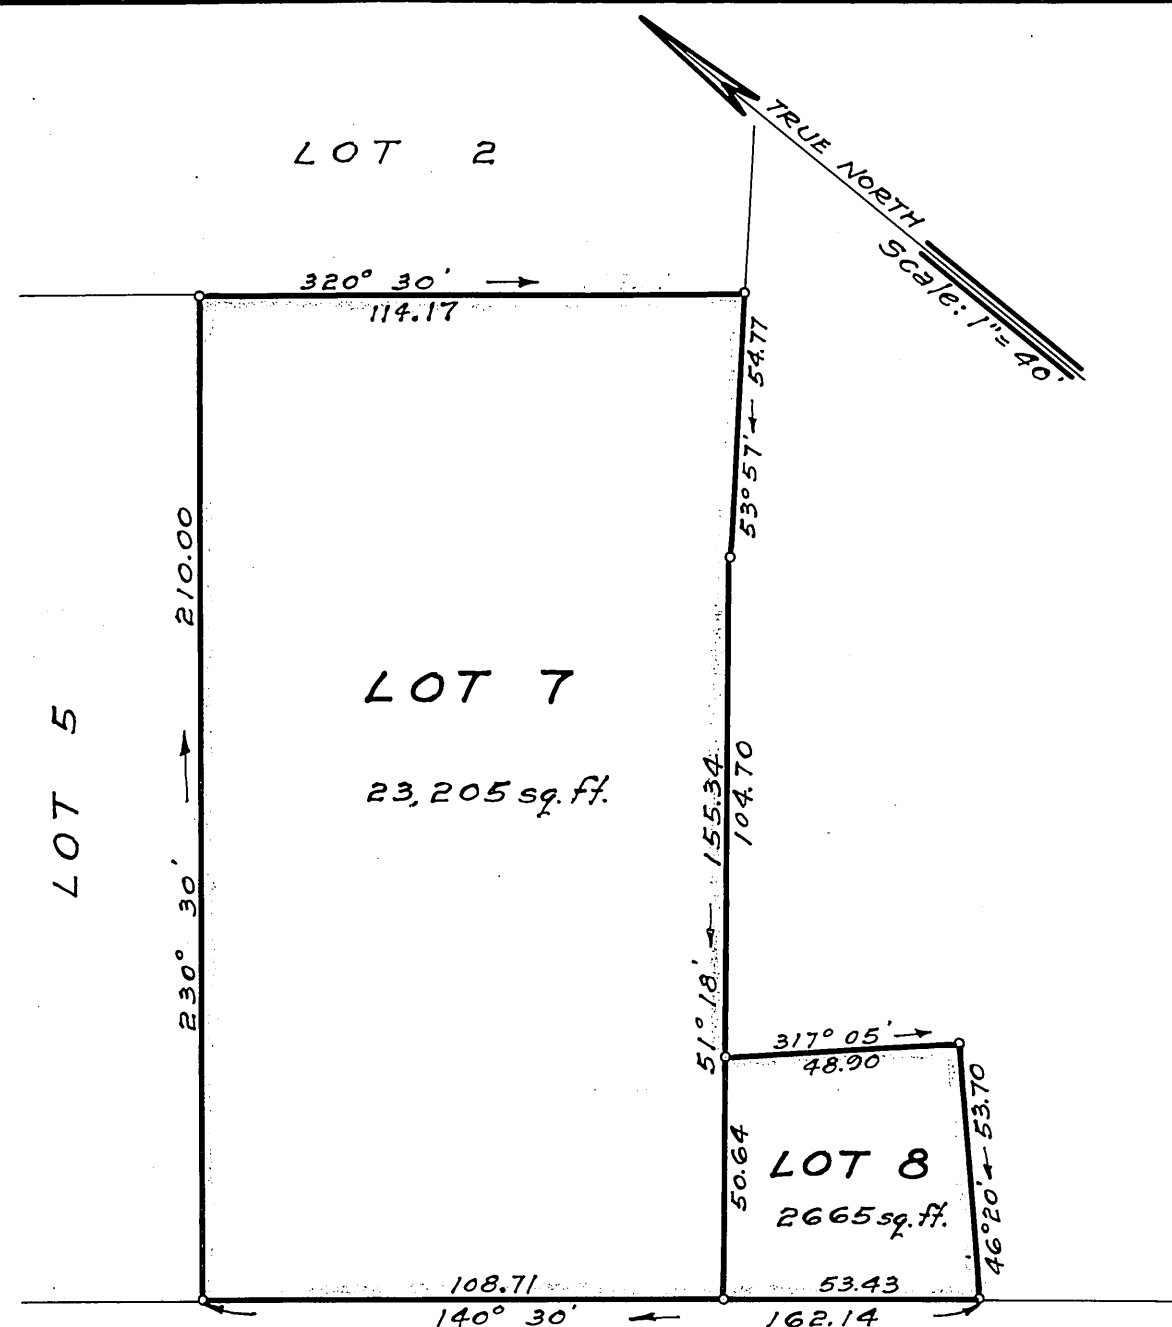 TRUE NORTH
Scale: 1"= 40'
LOT 2
320° 30'
114.17
53° 57' 54.77
230° 30' 210.00
LOT 5
LOT 7
23,205 sq. ft.
51° 18' 155.34
104.70
317° 05'
48.90
50.64
LOT 8
2665 sq. ft.
46° 20' 53.70
108.71
53.43
140° 30'
162.14